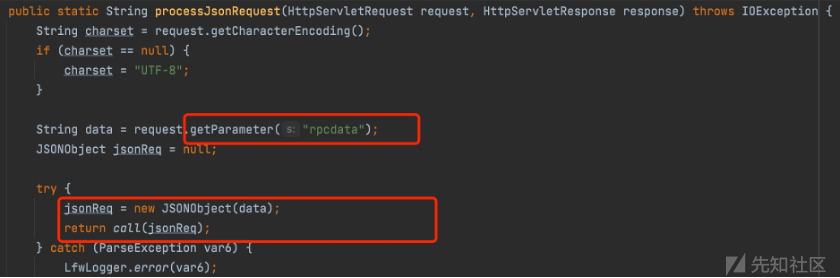 public static String processJsonRequest(HttpServletRequest request, HttpServletResponse response) throws IOException {
String charset = request.getCharacterEncoding();
if (charset == null) {
charset = "UTF-8";
}
String data = request.getParameter( s: "rpcdata");
JSONObject jsonReq = null;
try {
jsonReq = new JSONObject(data);
return call(jsonReq);
} catch (ParseException var6) {
LfwLogger.error(var6);
先知社区